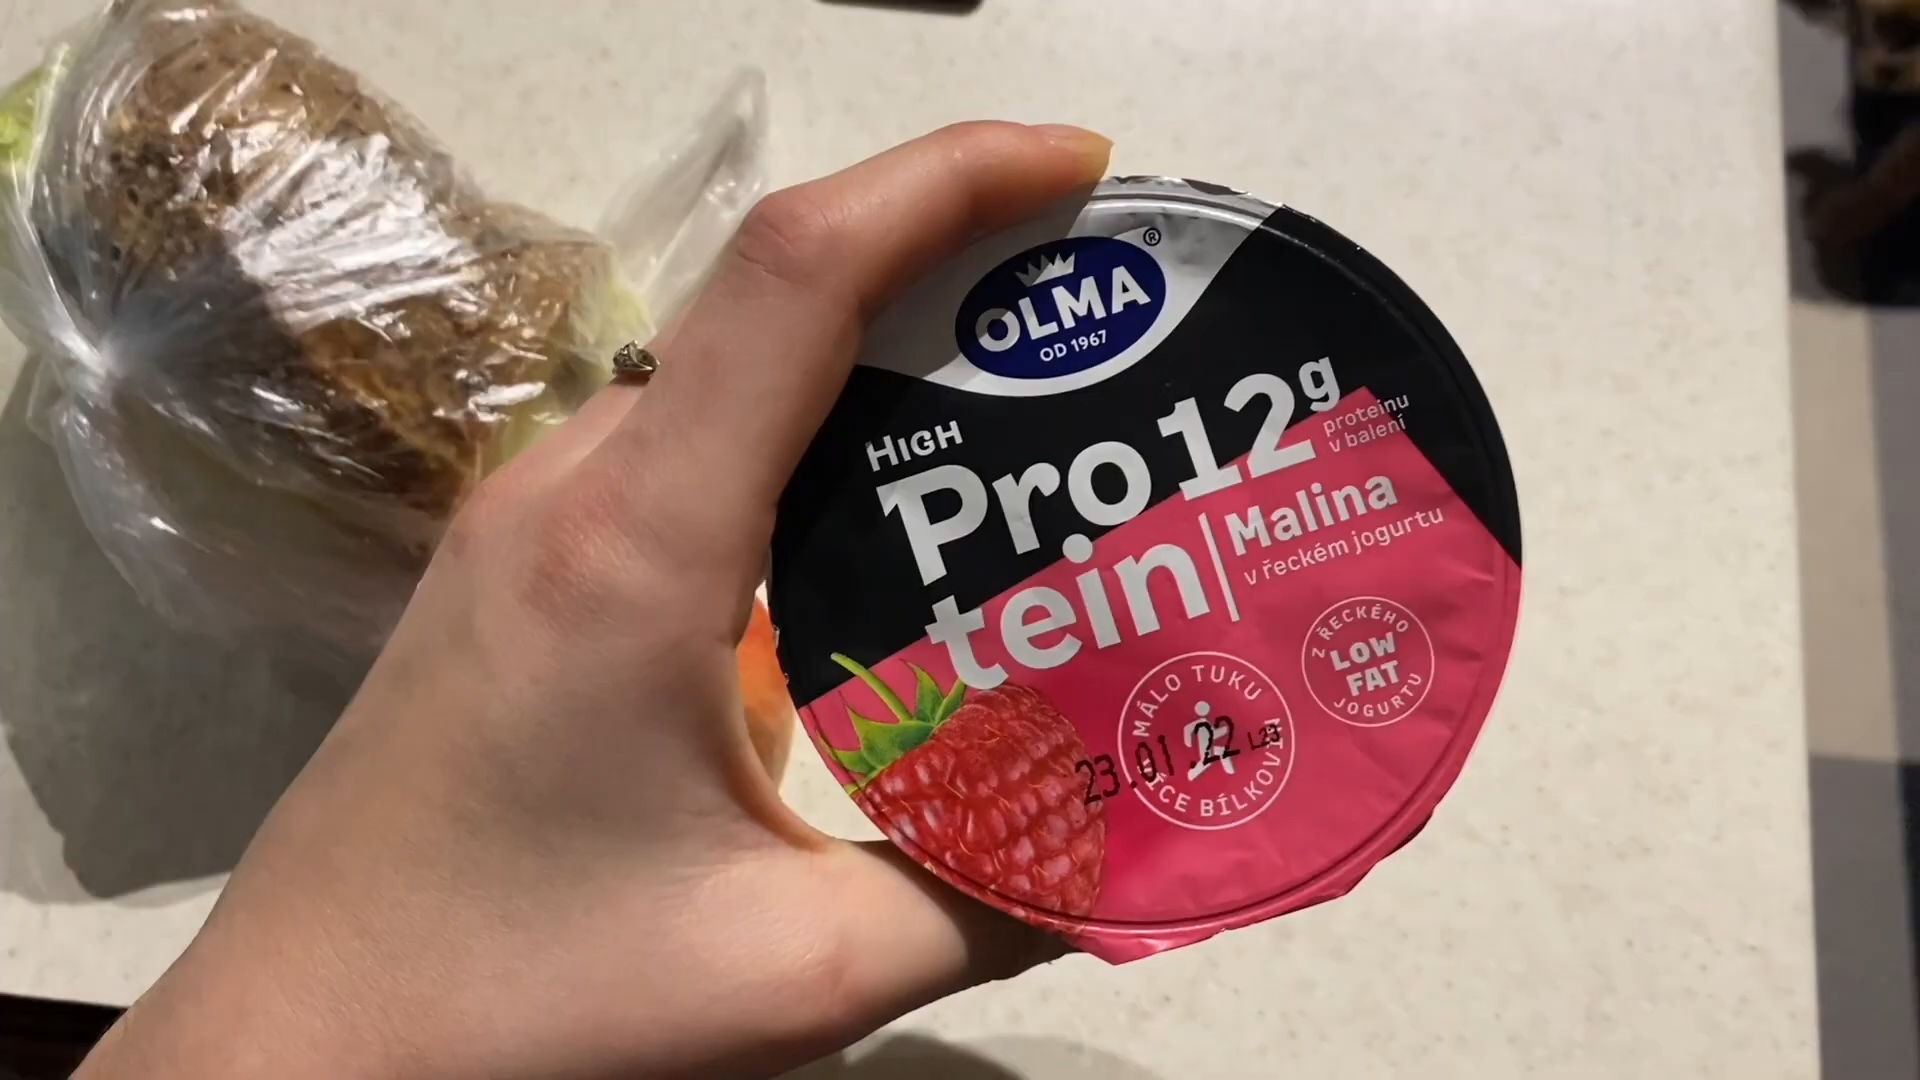 OLMA ®
OD 1967
HIGH
Pro 12g
proteinu
v balení
tein
Malina
v řeckém jogurtu
Z ŘECKÉHO
LOW
FAT
JOGURTU
MÁLO TUKU
VÍCE BÍLKOVIN
23.01.22 L23